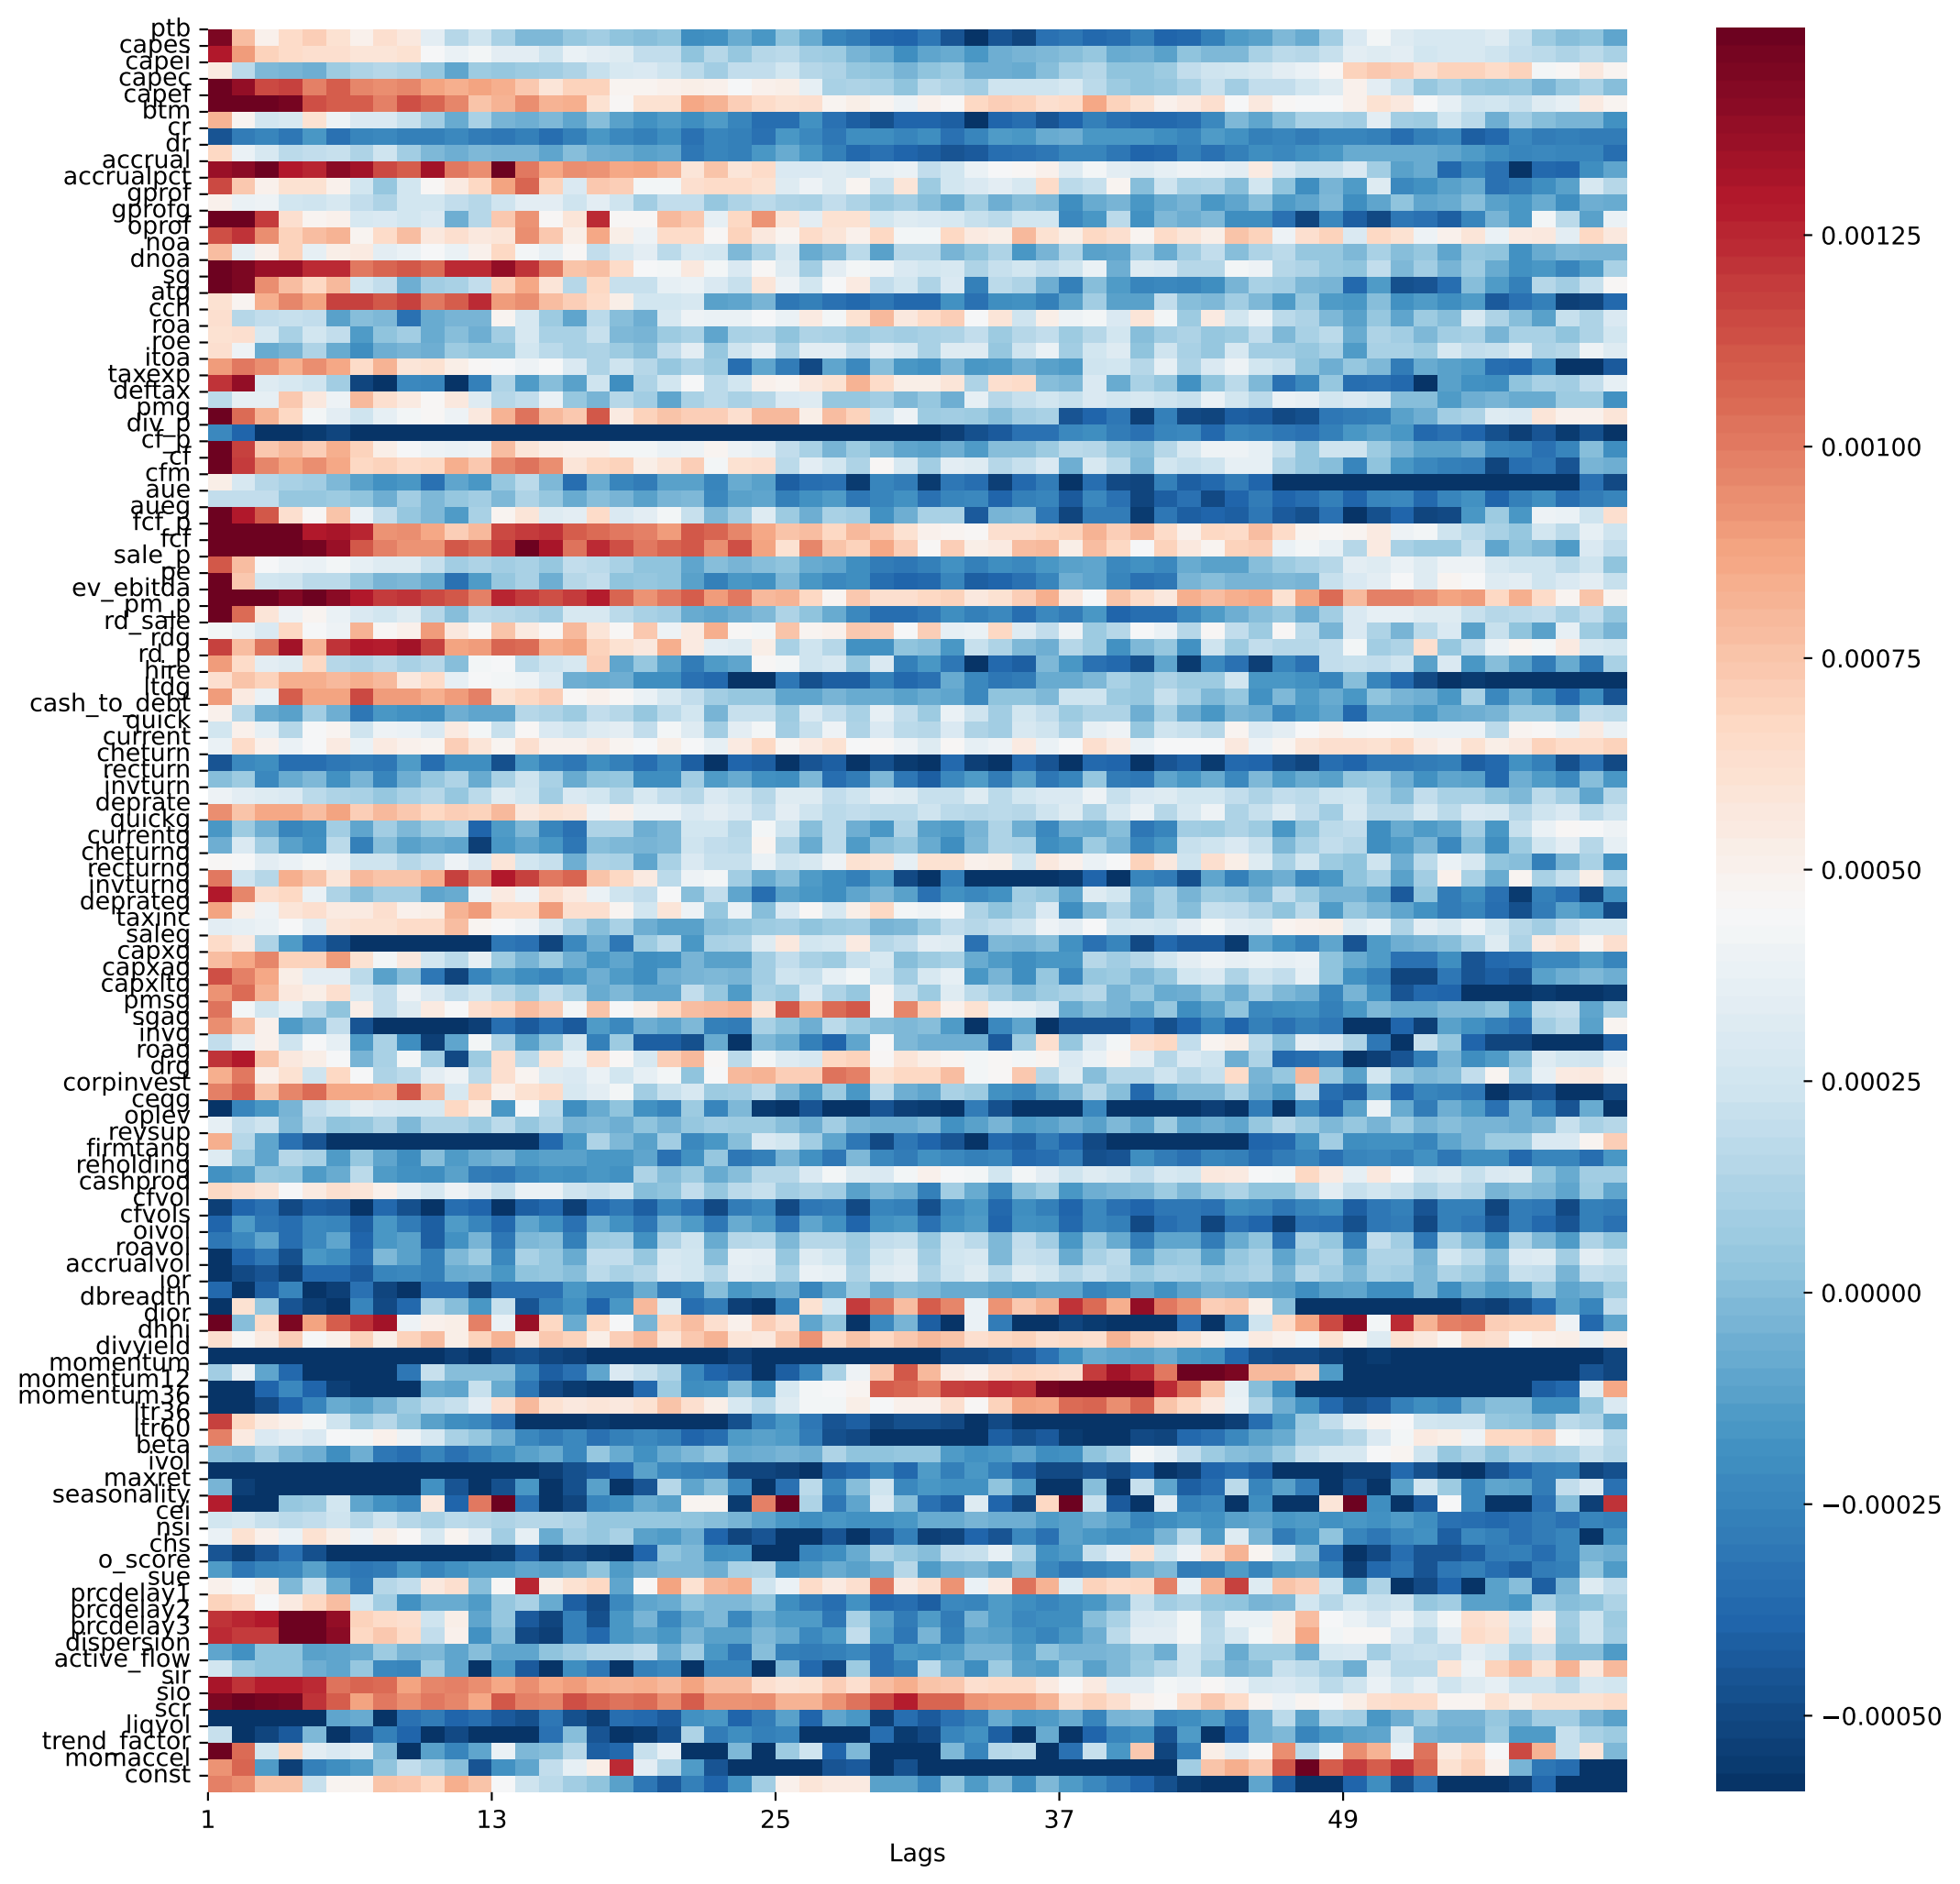 ptb
capes
capei
capec
capef
btm
cr
dr
accrual
accrualpct
gprof
gprofq
oprof
noa
dnoa
sg
atg
cch
roa
roe
itoa
taxexp
deftax
pmg
div_p
cf_p
cf
cfm
aue
aueg
fcf_p
fcf
sale_p
pe
ev_ebitda
pm_p
rd_sale
rdg
rd_p
hire
ltdg
cash_to_debt
quick
current
cheturn
recturn
invturn
deprate
quickg
currentg
cheturng
recturng
invturng
deprateg
taxinc
saleg
capxg
capxag
capxltg
pmsg
sgag
invg
roag
drg
corpinvest
ceqg
oplev
revsup
firmtang
reholding
cashprod
cfvol
cfvols
oivol
roavol
accrualvol
ior
dbreadth
dior
dhhi
divyield
momentum
momentum12
momentum36
ltr36
ltr60
beta
ivol
maxret
seasonality
cei
nsi
chs
o_score
sue
prcdelay1
prcdelay2
prcdelay3
dispersion
active_flow
sir
sio
scr
liqvol
trend_factor
momaccel
const
1 13 25 37 49
Lags
0.00125
0.00100
0.00075
0.00050
0.00025
0.00000
−0.00025
−0.00050